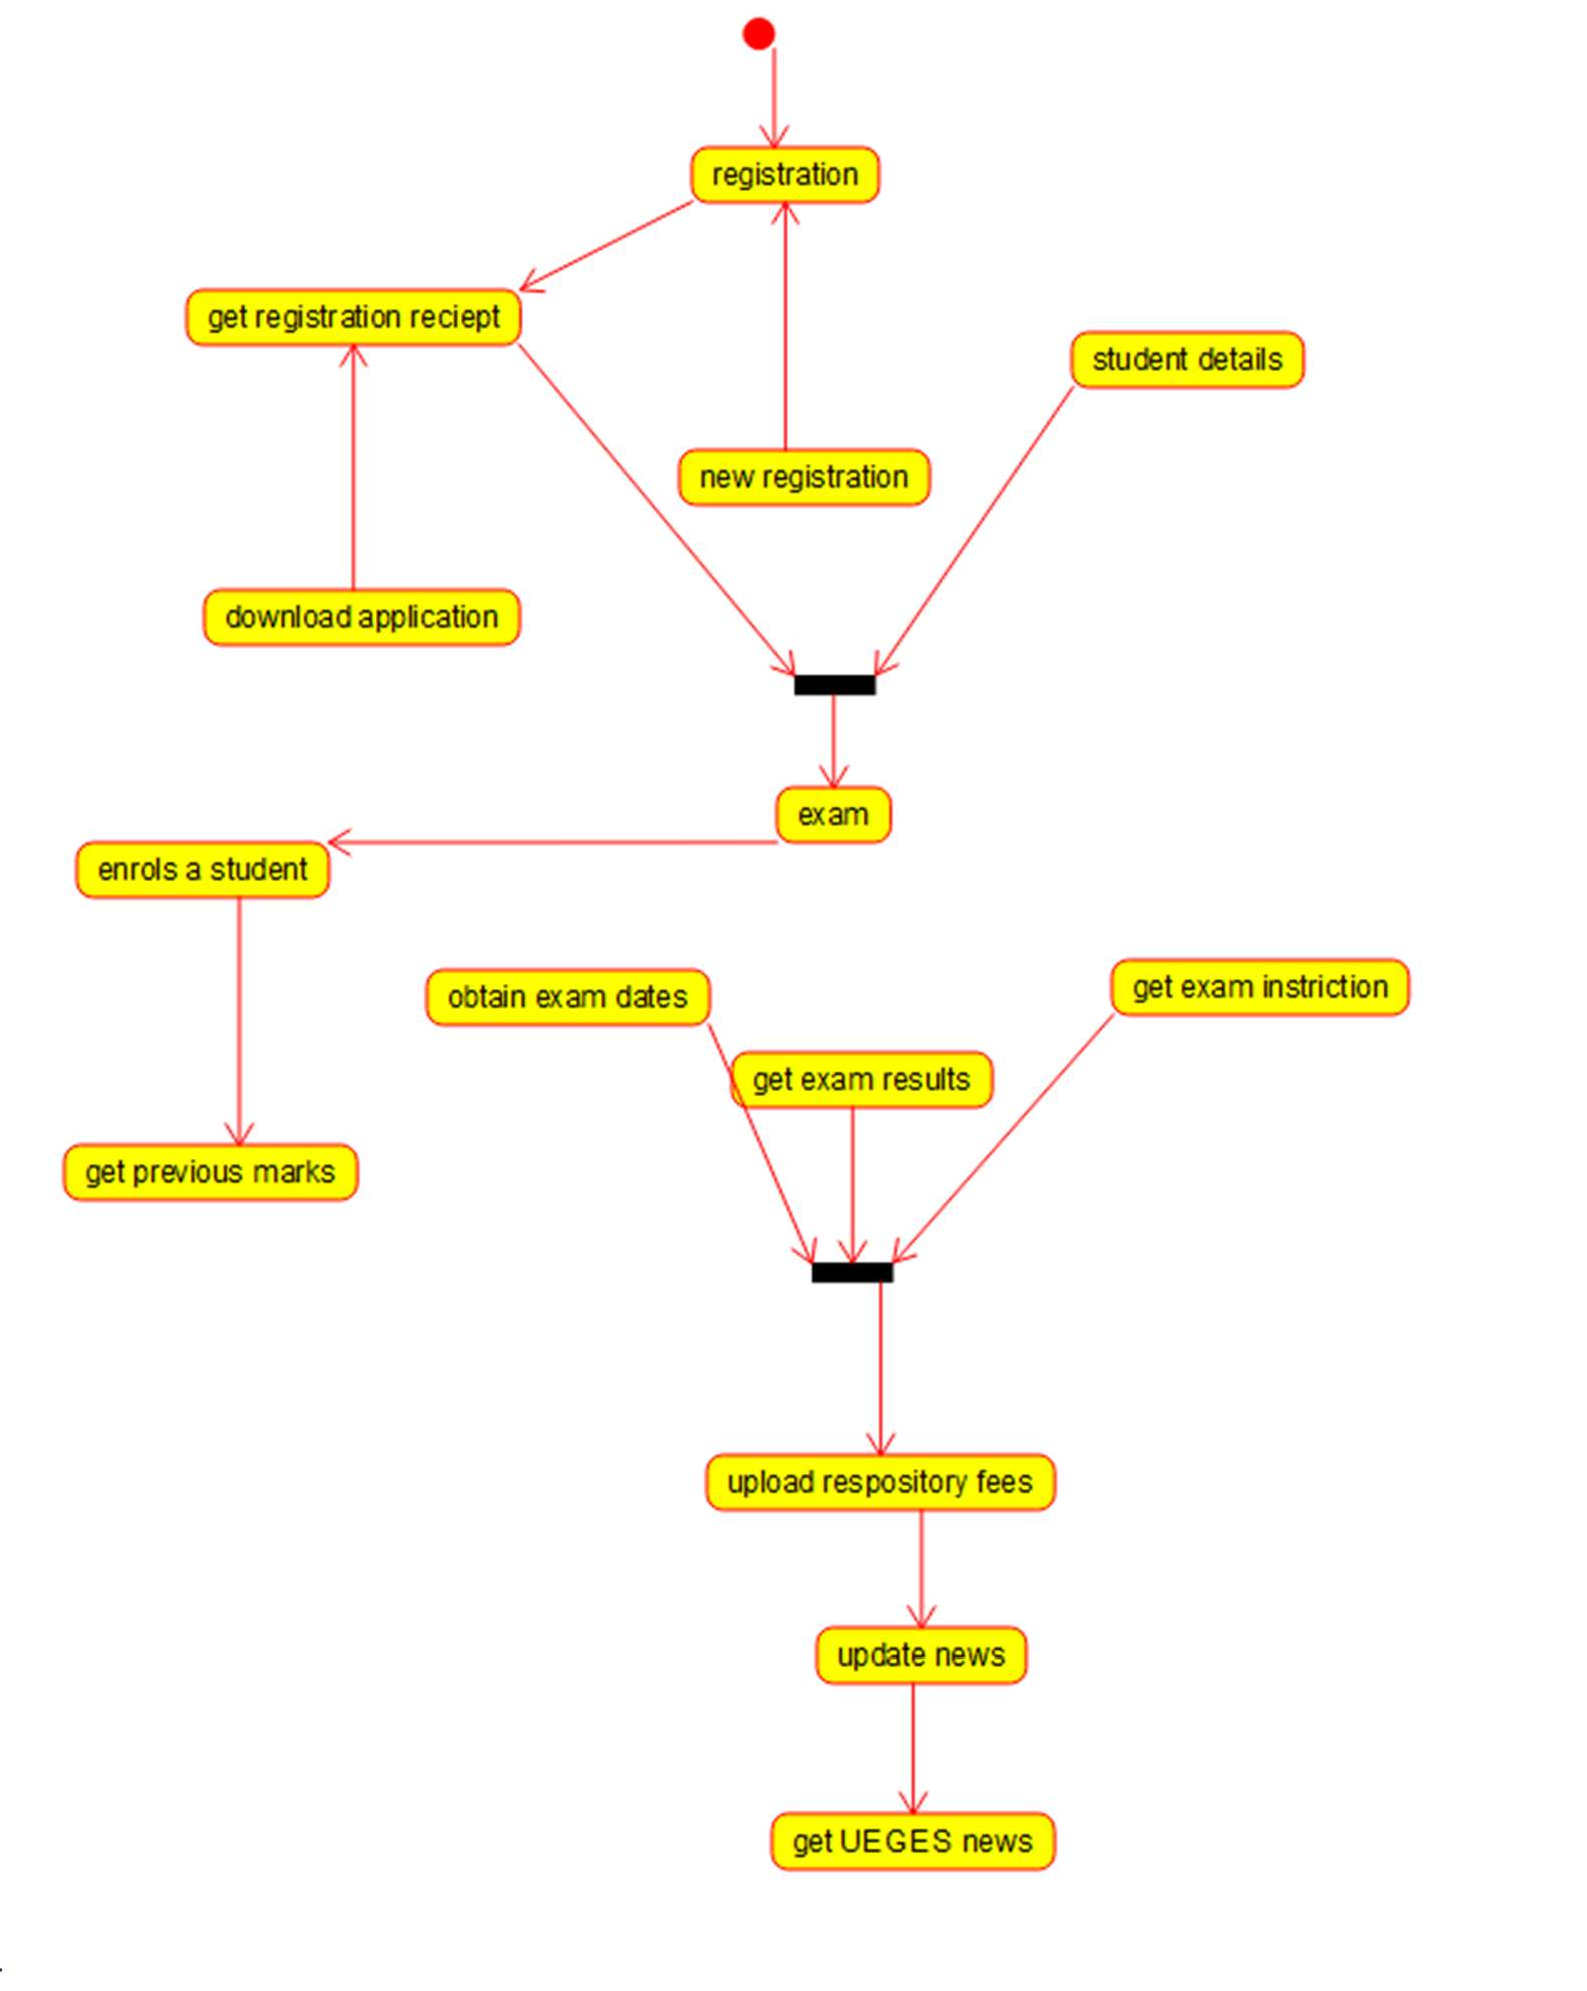 registration
get registration reciept
student details
new registration
download application
exam
enrols a student
obtain exam dates
get exam instriction
get exam results
get previous marks
upload respository fees
update news
get UEGES news
.